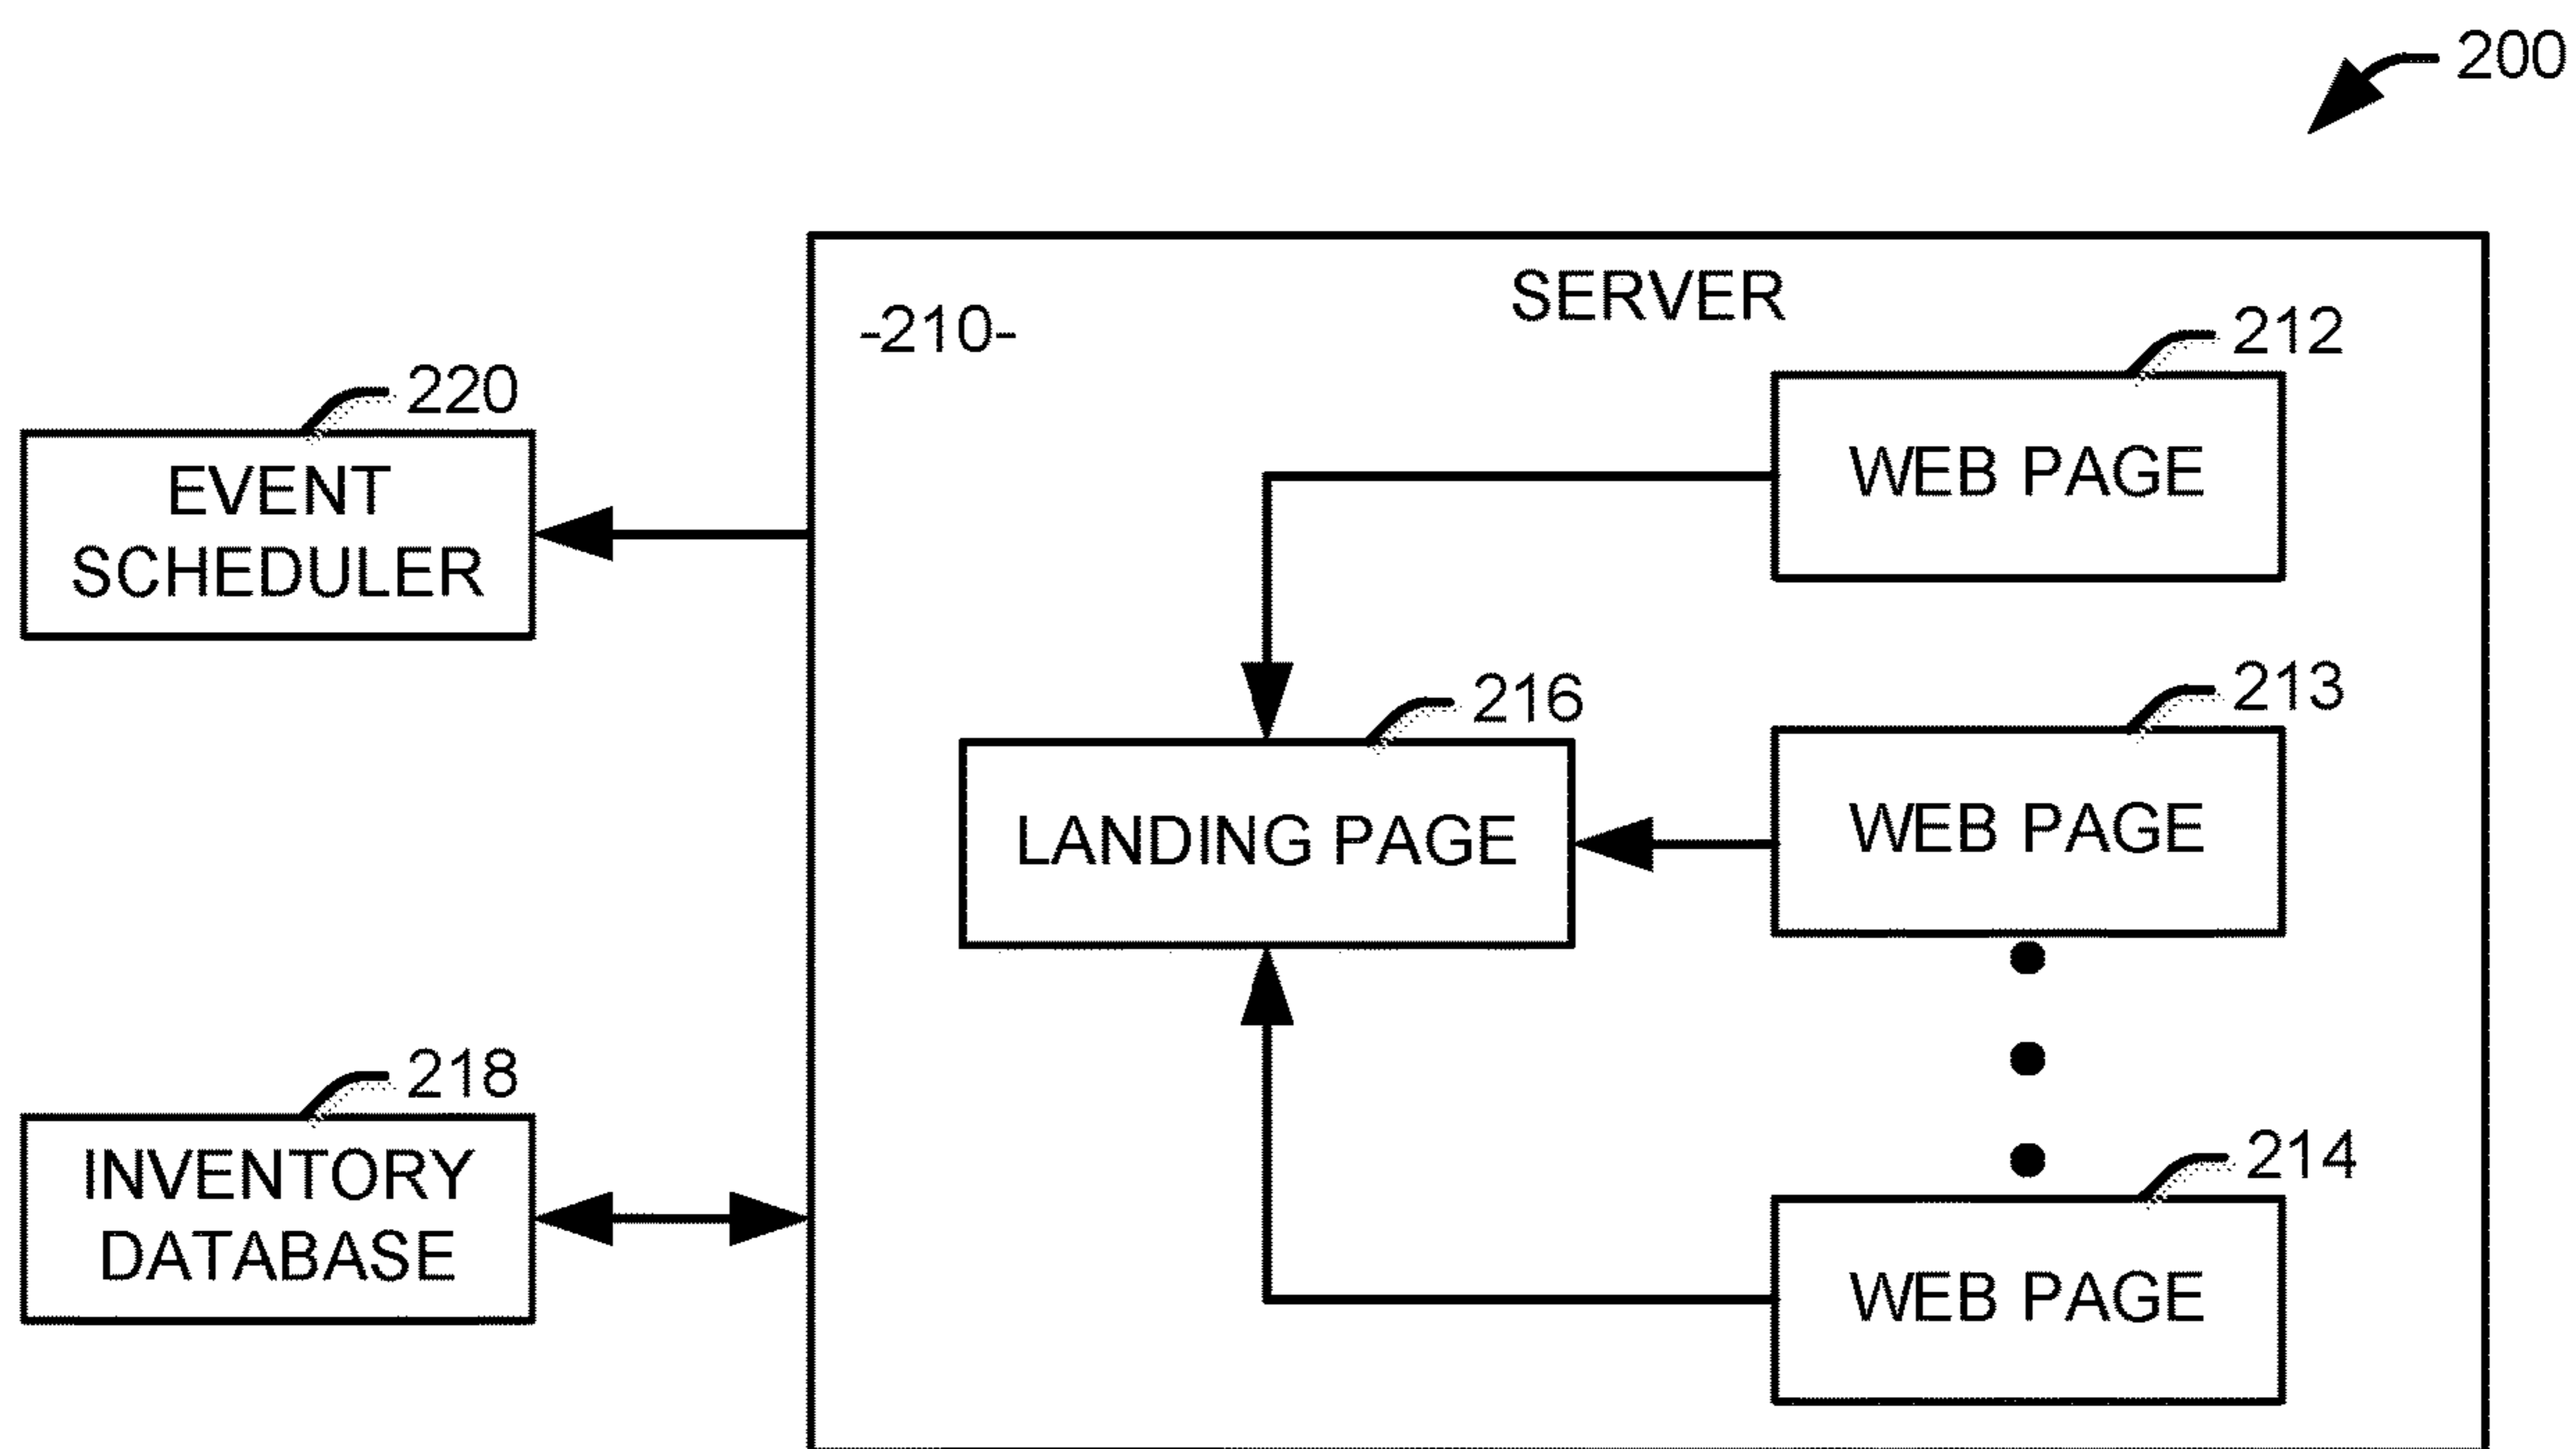 200
SERVER
-210-
212
220
WEB PAGE
EVENT
SCHEDULER
216
213
LANDING PAGE
WEB PAGE
218
214
INVENTORY
DATABASE
WEB PAGE